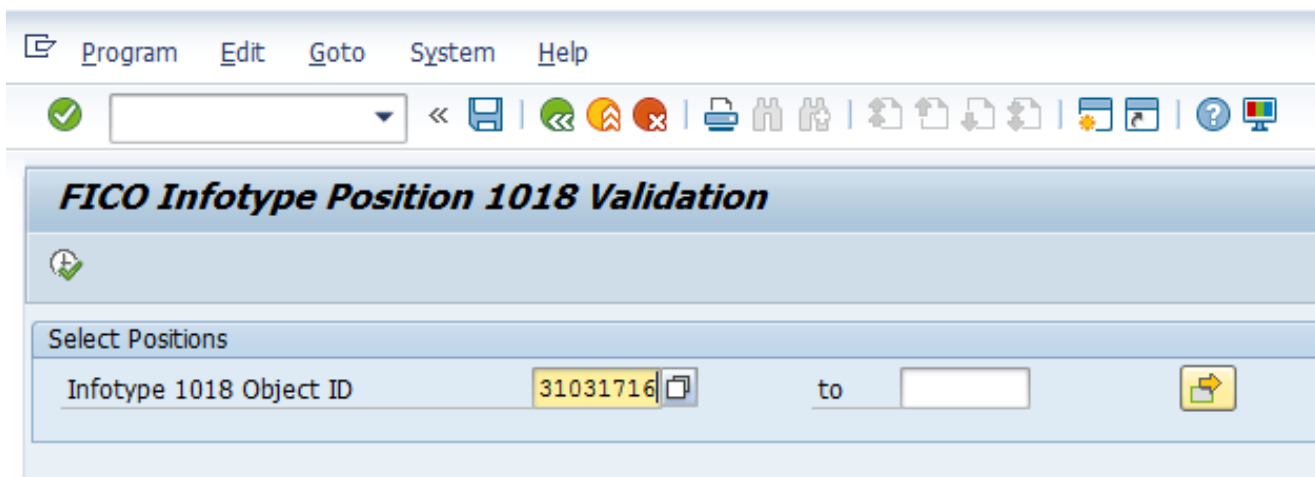 Program Edit Goto System Help
FICO Infotype Position 1018 Validation
Select Positions
Infotype 1018 Object ID 31031716 to